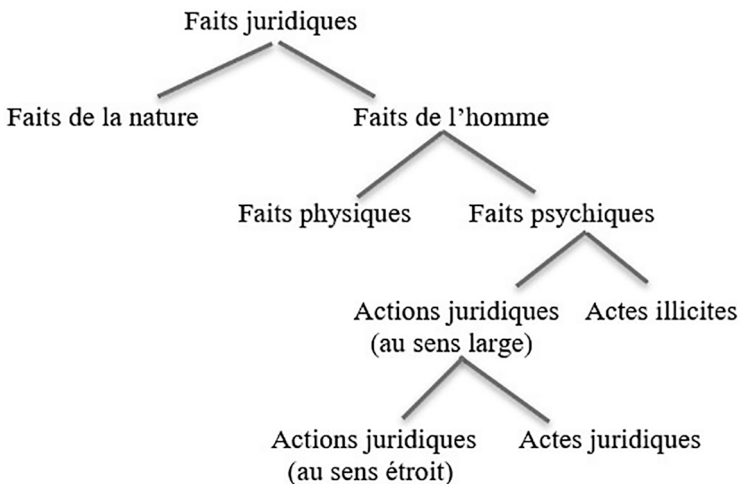 Faits juridiques
Faits de la nature
Faits de l’homme
Faits physiques
Faits psychiques
Actions juridiques
(au sens large)
Actes illicites
Actions juridiques
(au sens étroit)
Actes juridiques